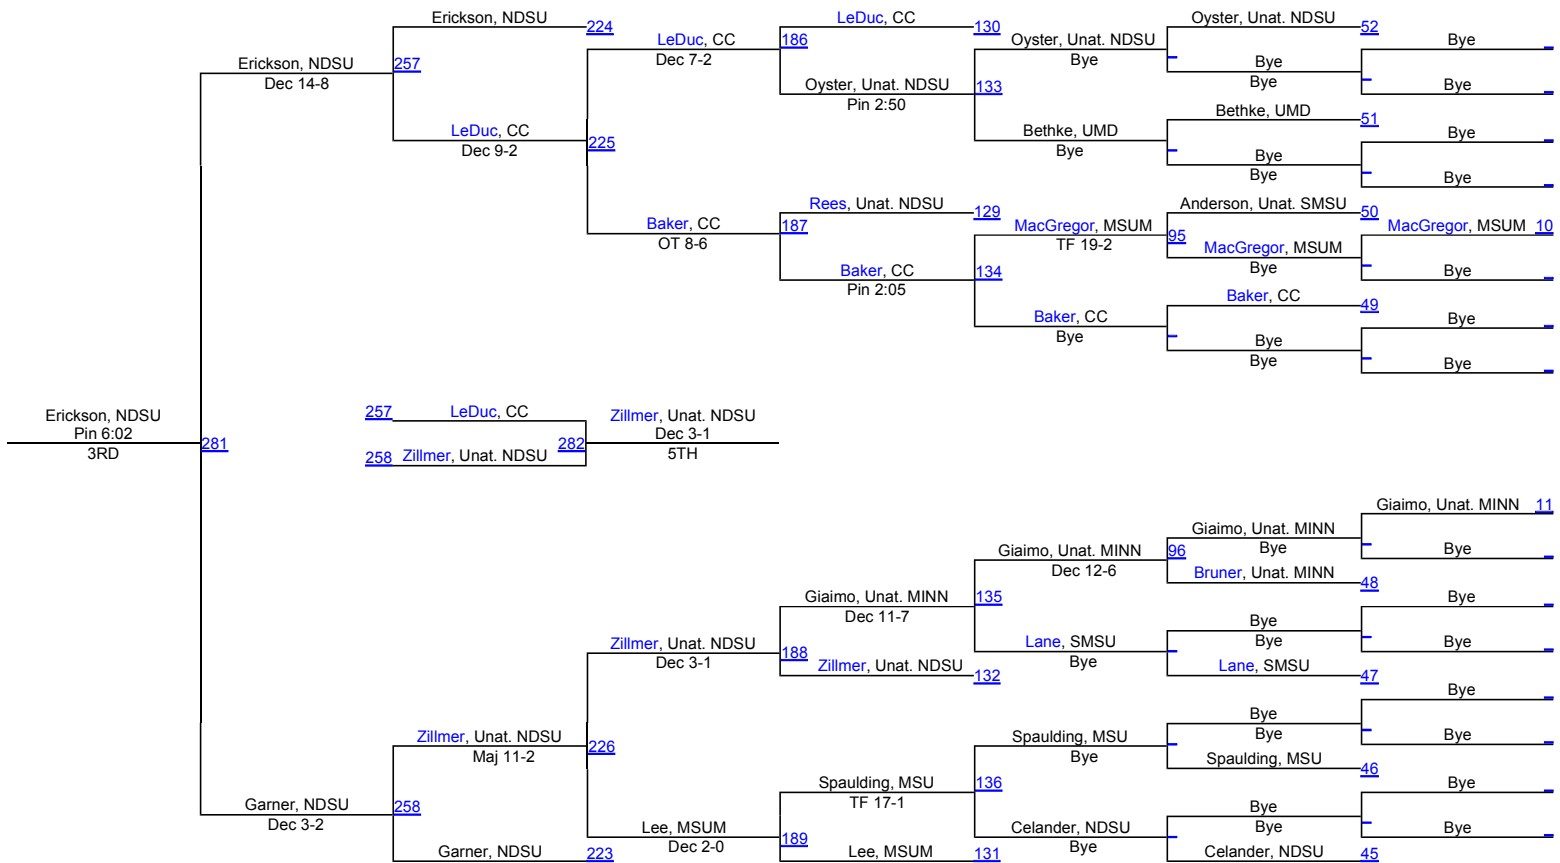 Erickson, NDSU
224
LeDuc, CC
130
Oyster, Unat. NDSU
52
LeDuc, CC
186
Oyster, Unat. NDSU
Bye
Dec 7-2
Bye
Erickson, NDSU
257
Bye
Bye
Dec 14-8
Oyster, Unat. NDSU
133
Bye
Pin 2:50
Bethke, UMD
51
LeDuc, CC
225
Bethke, UMD
Bye
Dec 9-2
Bye
Bye
Bye
Bye
Rees, Unat. NDSU
129
Anderson, Unat. SMSU
50
Baker, CC
187
MacGregor, MSUM
95
MacGregor, MSUM
10
OT 8-6
TF 19-2
MacGregor, MSUM
Baker, CC
134
Bye
Bye
Pin 2:05
Baker, CC
49
Baker, CC
Bye
Bye
Bye
Bye
Bye
Erickson, NDSU
257
LeDuc, CC
Zillmer, Unat. NDSU
Pin 6:02
281
282
Dec 3-1
3RD
258
Zillmer, Unat. NDSU
5TH
Giaimo, Unat. MINN
11
Giaimo, Unat. MINN
Giaimo, Unat. MINN
96
Bye
Bye
Dec 12-6
Bruner, Unat. MINN
48
Giaimo, Unat. MINN
135
Bye
Dec 11-7
Bye
Zillmer, Unat. NDSU
188
Lane, SMSU
Bye
Bye
Dec 3-1
Zillmer, Unat. NDSU
132
Bye
Lane, SMSU
47
Bye
Bye
Zillmer, Unat. NDSU
226
Spaulding, MSU
Bye
Bye
Maj 11-2
Bye
Spaulding, MSU
46
Spaulding, MSU
136
Bye
TF 17-1
Garner, NDSU
258
Bye
Dec 3-2
Lee, MSUM
189
Celander, NDSU
Bye
Bye
Dec 2-0
Bye
Garner, NDSU
223
Lee, MSUM
131
Celander, NDSU
45